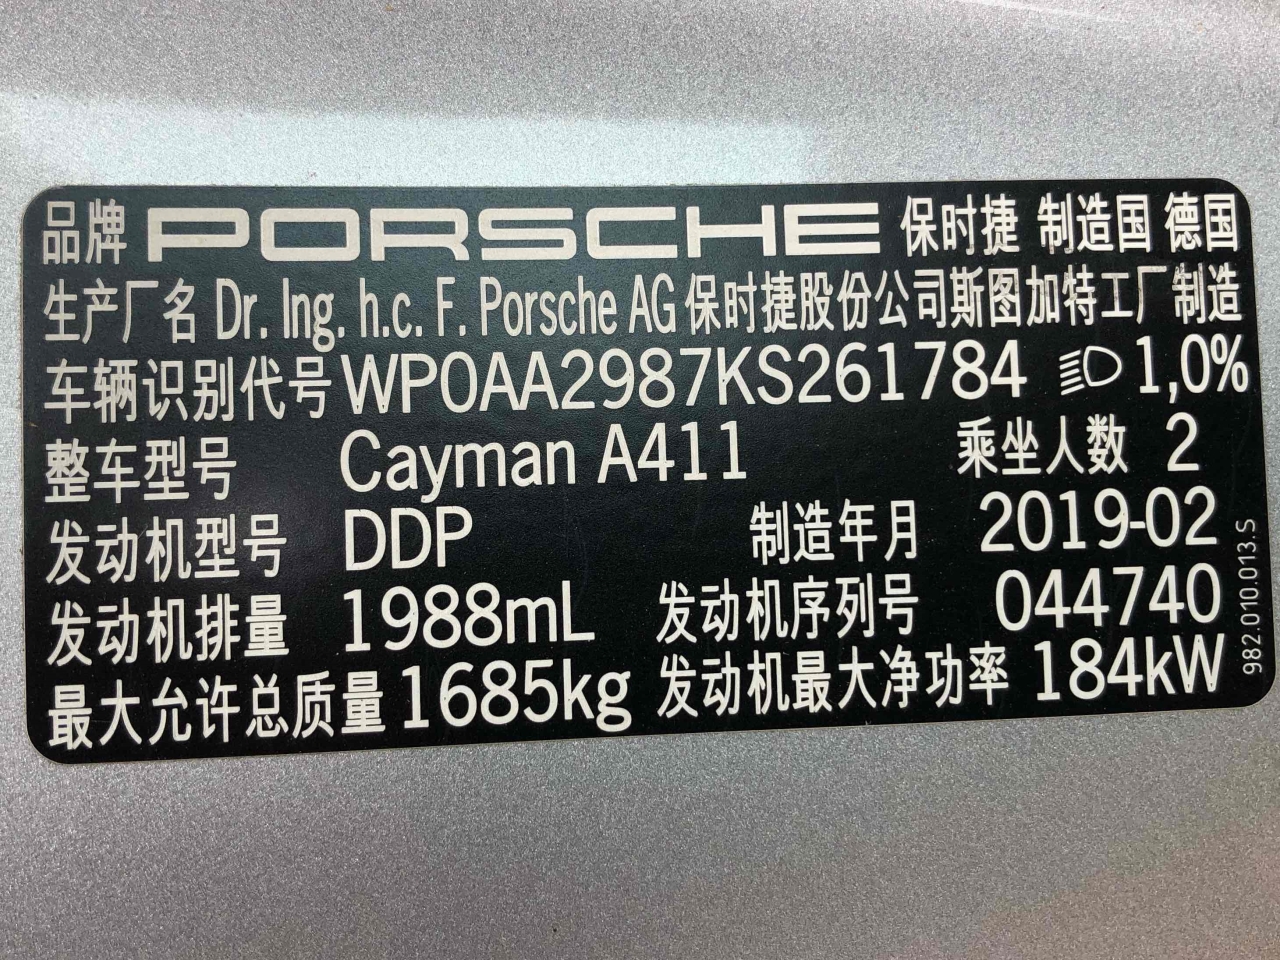 品牌 PORSCHE 保时捷 制造国 德国
生产厂名 Dr. Ing. h.c. F. Porsche AG 保时捷股份公司斯图加特工厂制造
车辆识别代号 WP0AA2987KS261784 1,0%
整车型号 Cayman A411 乘坐人数 2
发动机型号 DDP 制造年月 2019-02
发动机排量 1988mL 发动机序列号 044740
最大允许总质量 1685kg 发动机最大净功率 184kW
982.010.013.S